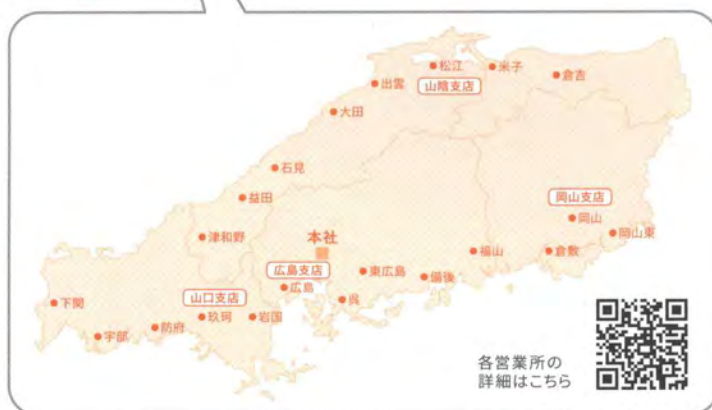 松江
米子
倉吉
出雲
山陰支店
大田
石見
益田
岡山支店
岡山
津和野
岡山東
本社
福山
倉敷
広島支店
東広島
備後
下関
山口支店
広島
呉
玖珂
岩国
防府
宇部
各営業所の
詳細はこちら